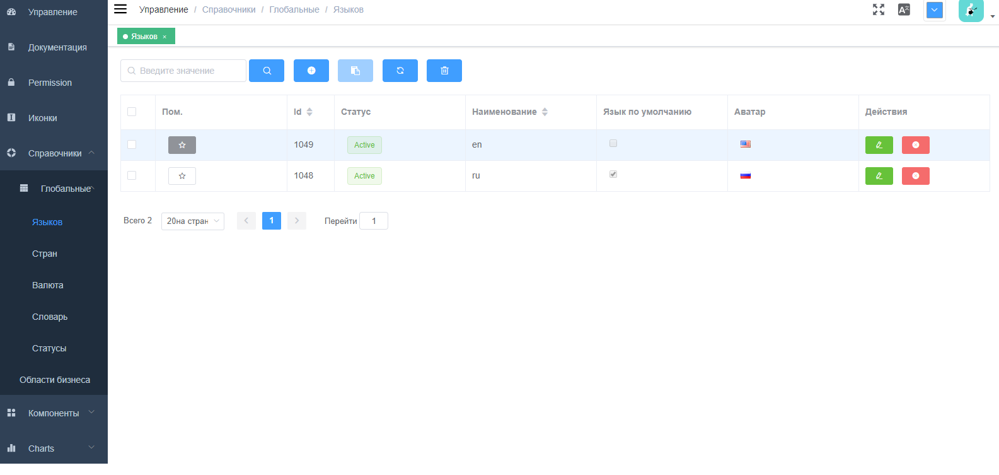 Управление
Документация
Permission
Иконки
Справочники
Глобальные
Языков
Стран
Валюта
Словарь
Статусы
Области бизнеса
Компоненты
Charts
Управление / Справочники / Глобальные / Языков
Языков ×
Введите значение
Пом. Id Статус Наименование Язык по умолчанию Аватар Действия
1049 Active en
1048 Active ru
Всего 2 20на стран 1 Перейти 1